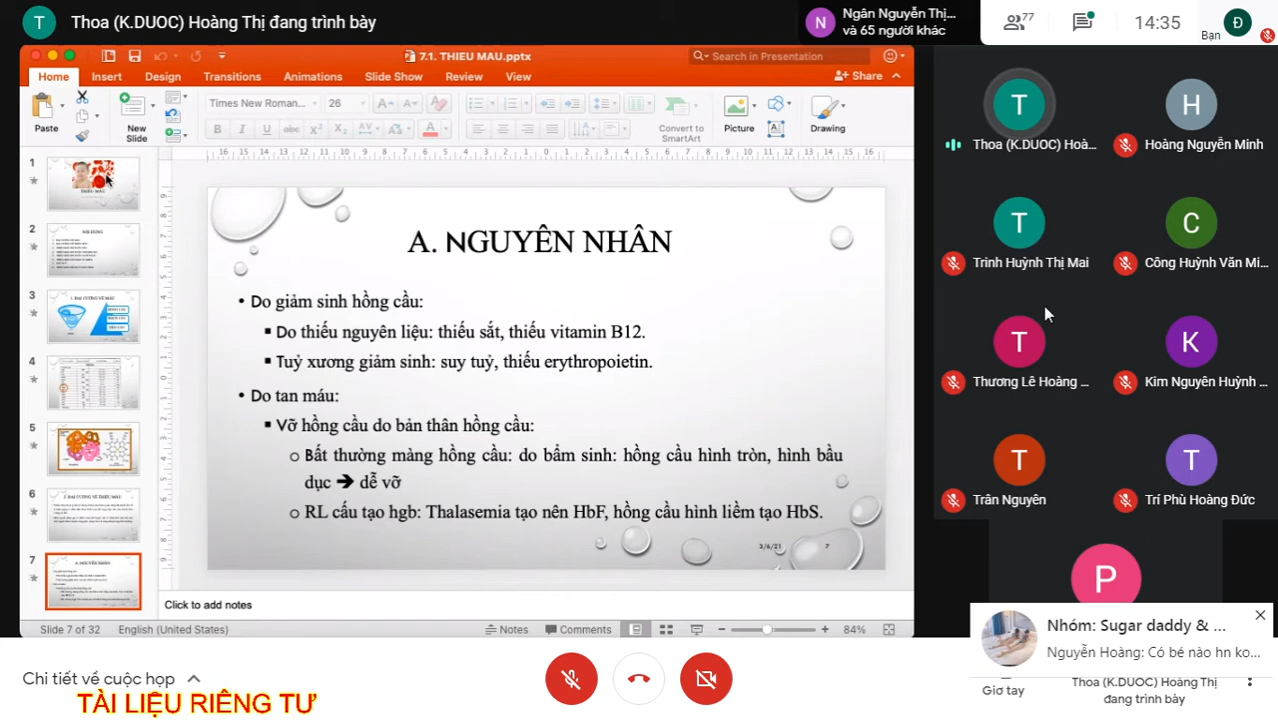 Thoa (K.DUOC) Hoàng Thị đang trình bày
Ngân Nguyễn Thị...
và 65 người khác
77
14:35
Bạn
7.1. THIEU MAU.pptx
Search in Presentation
Home Insert Design Transitions Animations Slide Show Review View
Share
Paste
New
Slide
Times New Roman...
26
Convert to
SmartArt
Picture
Drawing
A. NGUYÊN NHÂN
• Do giảm sinh hồng cầu:
▪ Do thiếu nguyên liệu: thiếu sắt, thiếu vitamin B12.
▪ Tuỷ xương giảm sinh: suy tuỷ, thiếu erythropoietin.
• Do tan máu:
▪ Vỡ hồng cầu do bản thân hồng cầu:
o Bất thường màng hồng cầu: do bẩm sinh: hồng cầu hình tròn, hình bầu
dục ➔ dễ vỡ
o RL cấu tạo hgb: Thalasemia tạo nên HbF, hồng cầu hình liềm tạo HbS.
3/6/21
7
Click to add notes
Slide 7 of 32
English (United States)
Notes
Comments
84%
Thoa (K.DUOC) Hoà...
Hoàng Nguyễn Minh
Trinh Huỳnh Thị Mai
Công Huỳnh Văn Mi...
Thương Lê Hoàng ...
Kim Nguyên Huỳnh ...
Trân Nguyên
Trí Phù Hoàng Đức
Nhóm: Sugar daddy & ...
Nguyễn Hoàng: Có bé nào hn ko...
Giơ tay
Thoa (K.DUOC) Hoàng Thị
đang trình bày
Chi tiết về cuộc họp
TÀI LIỆU RIÊNG TƯ